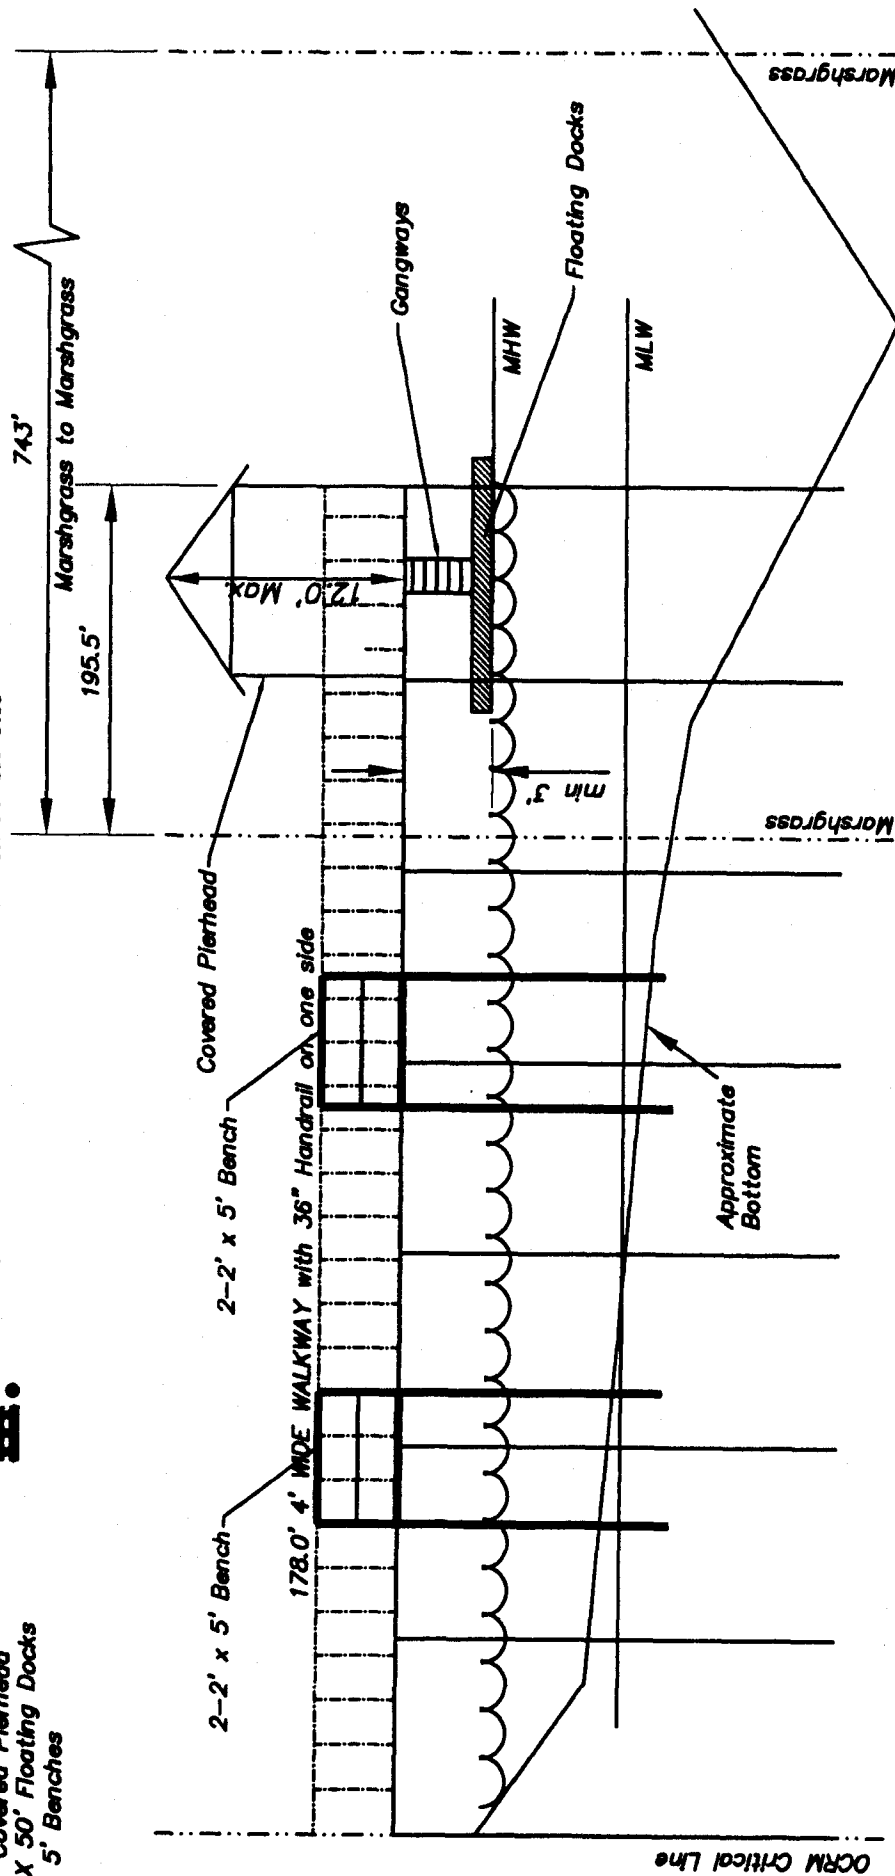 Covered Pierhead
x 50' Floating Docks
5' Benches
743'
Marshgrass to Marshgrass
195.5'
12.0' Max.
Gangways
Floating Docks
MHW
MLW
Marshgrass
Covered Pierhead
min 3'
Marshgrass
2-2' x 5' Bench
2-2' x 5' Bench
178.0' 4' WIDE WALKWAY with 36" Handrail on one side
Approximate
Bottom
OCRM Critical Line